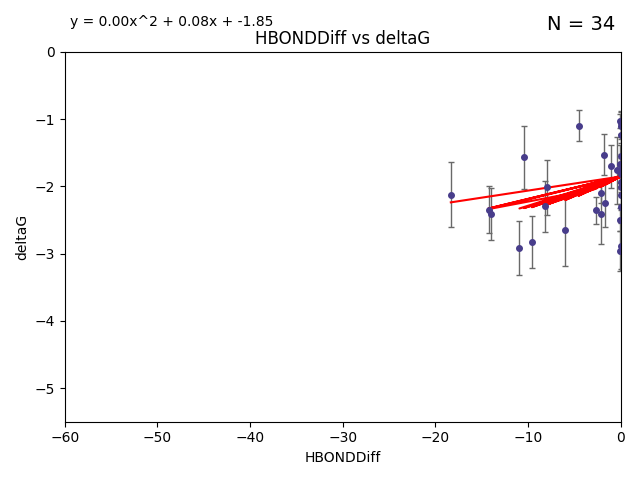 y = 0.00x^2 + 0.08x + -1.85
N = 34
HBONDDiff vs deltaG
0
−1
−2
−3
−4
−5
deltaG
−60 −50 −40 −30 −20 −10 0
HBONDDiff